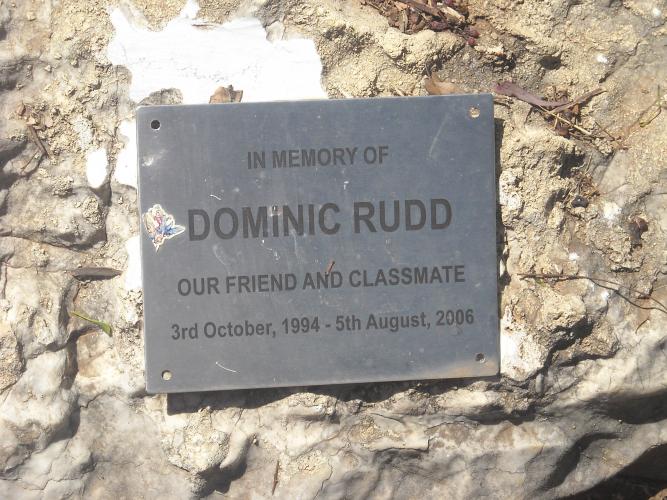 IN MEMORY OF
DOMINIC RUDD
OUR FRIEND AND CLASSMATE
3rd October, 1994 - 5th August, 2006